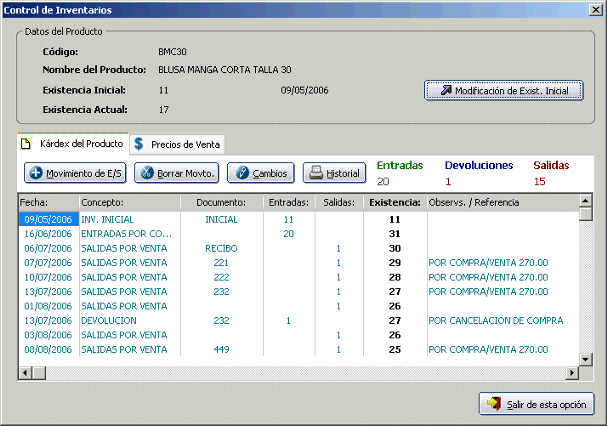 Control de Inventarios
Datos del Producto
Código: BMC30
Nombre del Producto: BLUSA MANGA CORTA TALLA 30
Existencia Inicial: 11 09/05/2006
Modificación de Exist. Inicial
Existencia Actual: 17
Kárdex del Producto Precios de Venta
Movimiento de E/S Borrar Movto. Cambios Historial
Entradas Devoluciones Salidas
20 1 15
Fecha: Concepto: Documento: Entradas: Salidas: Existencia: Observs. / Referencia
09/05/2006 INV. INICIAL INICIAL 11 11
16/06/2006 ENTRADAS POR CO... 20 31
06/07/2006 SALIDAS POR VENTA RECIBO 1 30
07/07/2006 SALIDAS POR VENTA 221 1 29 POR COMPRA/VENTA 270.00
10/07/2006 SALIDAS POR VENTA 222 1 28 POR COMPRA/VENTA 270.00
13/07/2006 SALIDAS POR VENTA 232 1 27 POR COMPRA/VENTA 270.00
01/08/2006 SALIDAS POR VENTA 1 26
13/07/2006 DEVOLUCION 232 1 27 POR CANCELACION DE COMPRA
03/08/2006 SALIDAS POR VENTA 1 26
08/08/2006 SALIDAS POR VENTA 449 1 25 POR COMPRA/VENTA 270.00
Salir de esta opción